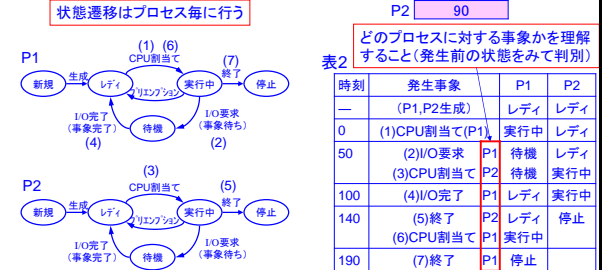 状態遷移はプロセス毎に行う
P1
(1) (6)
CPU割当て
(7)
終了
新規
生成
レディ
プリエンプション
実行中
停止
I/O完了
(事象完了)
(4)
待機
I/O要求
(事象待ち)
(2)
P2
(3)
CPU割当て
(5)
終了
新規
生成
レディ
プリエンプション
実行中
停止
I/O完了
(事象完了)
待機
I/O要求
(事象待ち)
P2 90
どのプロセスに対する事象かを理解
すること(発生前の状態をみて判別)
表2
時刻 発生事象 P1 P2
― (P1,P2生成) レディ レディ
0 (1)CPU割当て(P1) 実行中 レディ
50 (2)I/O要求 P1 待機 レディ
(3)CPU割当て P2 待機 実行中
100 (4)I/O完了 P1 レディ 実行中
140 (5)終了 P2 レディ 停止
(6)CPU割当て P1 実行中
190 (7)終了 P1 停止